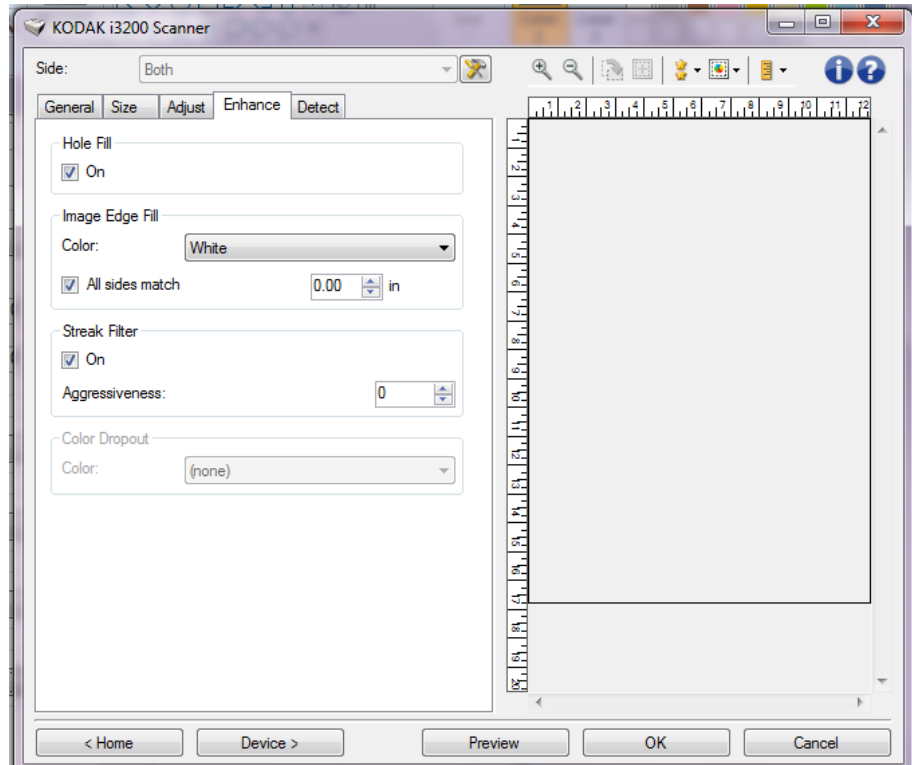 KODAK i3200 Scanner
Side: Both
General Size Adjust Enhance Detect
Hole Fill
On
Image Edge Fill
Color: White
All sides match 0.00 in
Streak Filter
On
Aggressiveness: 0
Color Dropout
Color: (none)
1 2 3 4 5 6 7 8 9 10 11 12
1
2
3
4
5
6
7
8
9
10
11
12
13
14
15
16
17
18
19
20
< Home Device > Preview OK Cancel